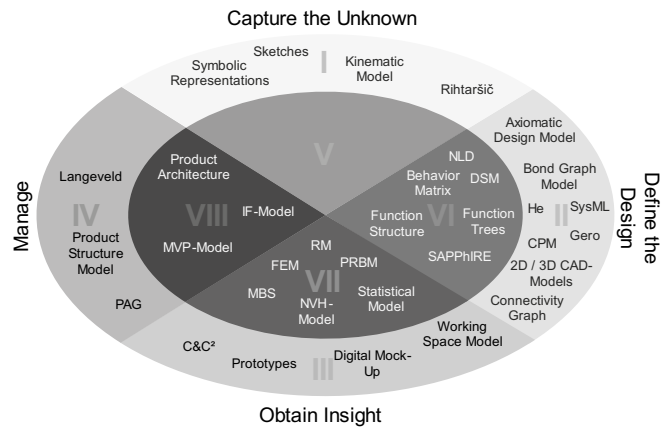 Capture the Unknown
Sketches
I
Symbolic
Representations
Kinematic
Model
Rihtaršič
Axiomatic
Design Model
Bond Graph
Model
He
SysML
II
Gero
CPM
2D / 3D CAD-
Models
Connectivity
Graph
Define the
Design
V
NLD
Behavior
Matrix
DSM
Function
Structure
VI
Function
Trees
SAPPhIRE
Product
Architecture
IF-Model
VIII
MVP-Model
Manage
Langeveld
IV
Product
Structure
Model
PAG
RM
FEM
PRBM
VII
MBS
NVH-
Model
Statistical
Model
C&C²
Prototypes
III
Digital Mock-
Up
Working
Space Model
Obtain Insight